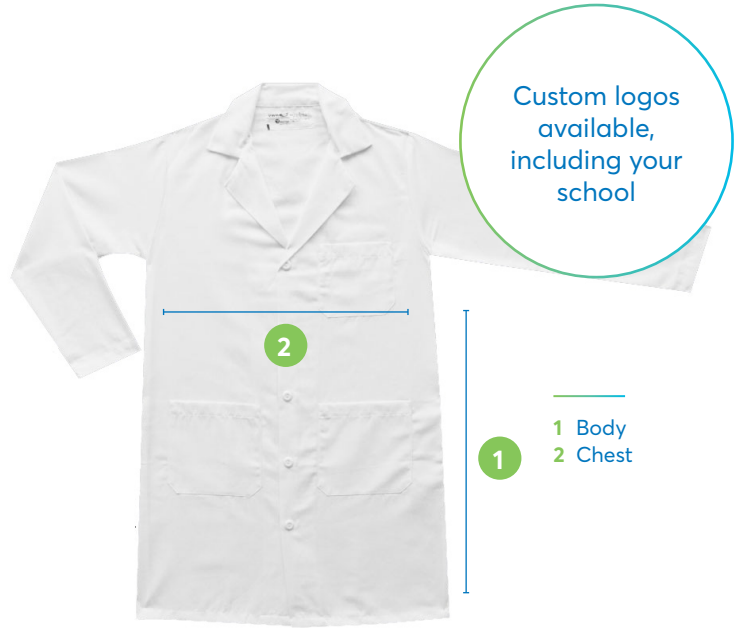 Custom logos
available,
including your
school
2
1
1 Body
2 Chest